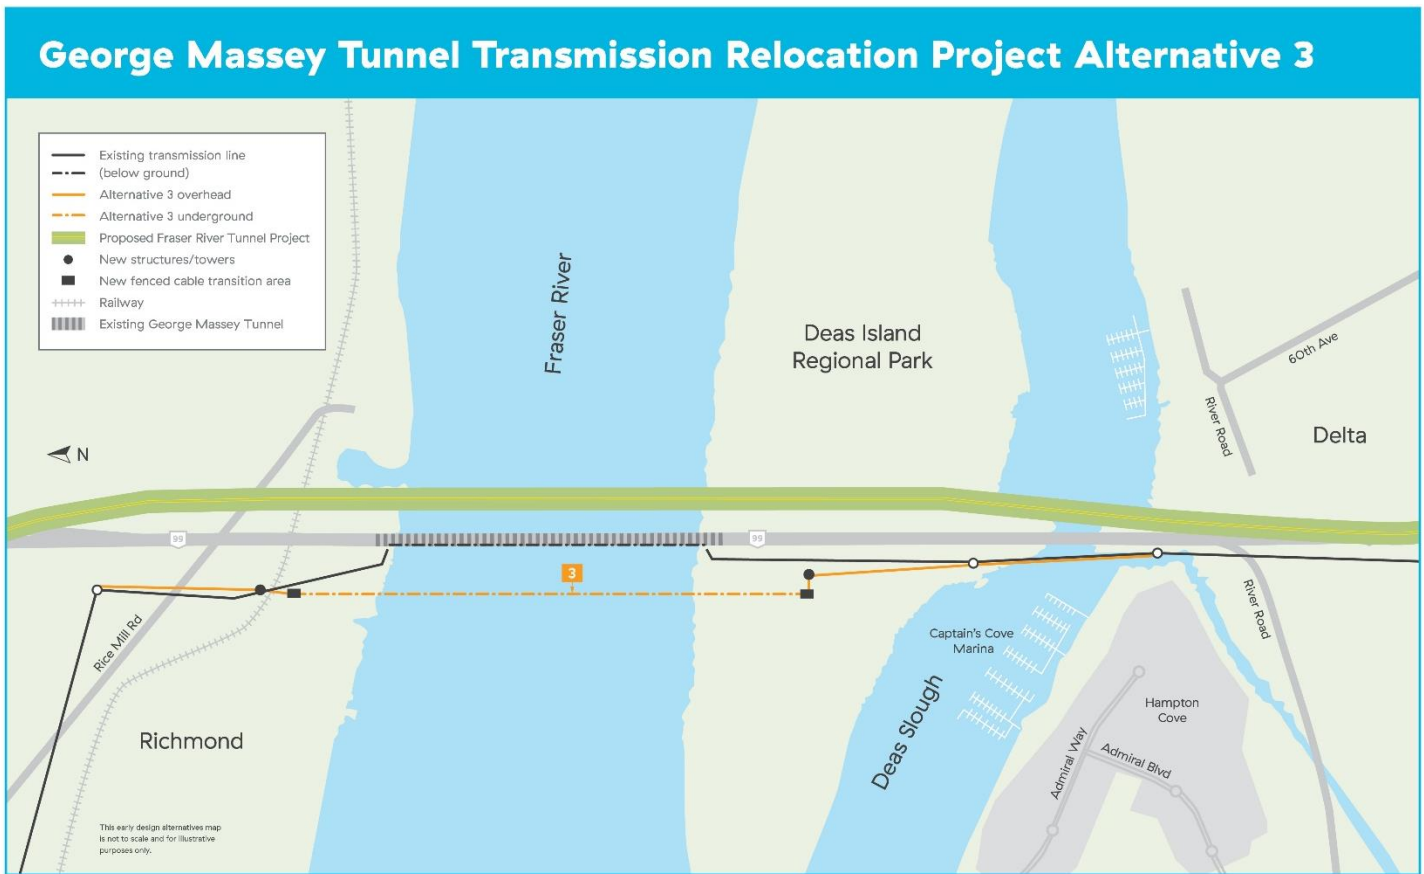 George Massey Tunnel Transmission Relocation Project Alternative 3
Existing transmission line
(below ground)
Alternative 3 overhead
Alternative 3 underground
Proposed Fraser River Tunnel Project
New structures/towers
New fenced cable transition area
Railway
Existing George Massey Tunnel
N
Fraser River
Deas Island
Regional Park
60th Ave
River Road
Delta
99
99
3
Rice Mill Rd
River Road
Captain's Cove
Marina
Deas Slough
Hampton
Cove
Admiral Way
Admiral Blvd
Richmond
This early design alternatives map
is not to scale and for illustrative
purposes only.